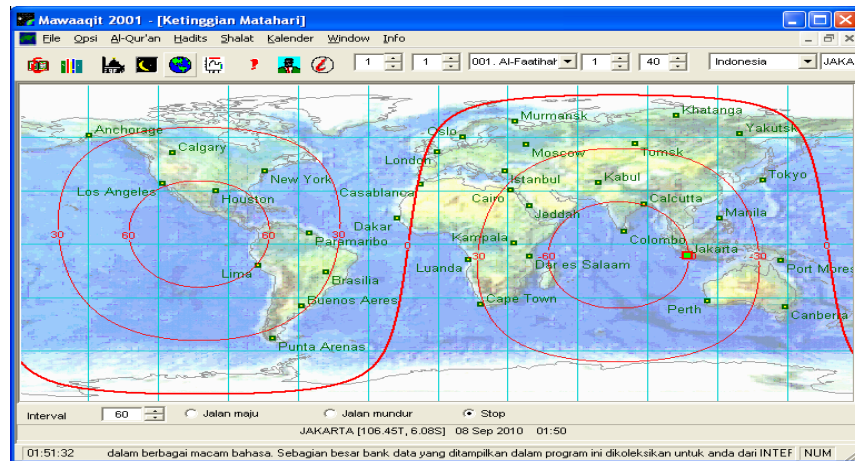 Mawaaqit 2001 - [Ketinggian Matahari]
File Opsi Al-Qur'an Hadits Shalat Kalender Window Info
1 1 001. Al-Faatihah 1 40 Indonesia JAKA
Murmansk Khatanga
Anchorage Oslo Yakutsk
Calgary London Moscow Tomsk
New York Istanbul Kabul Tokyo
Los Angeles Houston Casablanca Cairo Calcutta
Dakar Jeddah Manila
30 60 60 30 0 Kampala Colombo 0
Paramaribo Jakarta
Lima Luanda -30 -60 Dar es Salaam -30 Port Mores
Brasilia
Buenos Aeres Cape Town Perth Canberra
Punta Arenas
Interval 60 Jalan maju Jalan mundur Stop
JAKARTA [106.45T, 6.08S] 08 Sep 2010 01:50
01:51:32 dalam berbagai macam bahasa. Sebagian besar bank data yang ditampilkan dalam program ini dikoleksikan untuk anda dari INTEF NUM